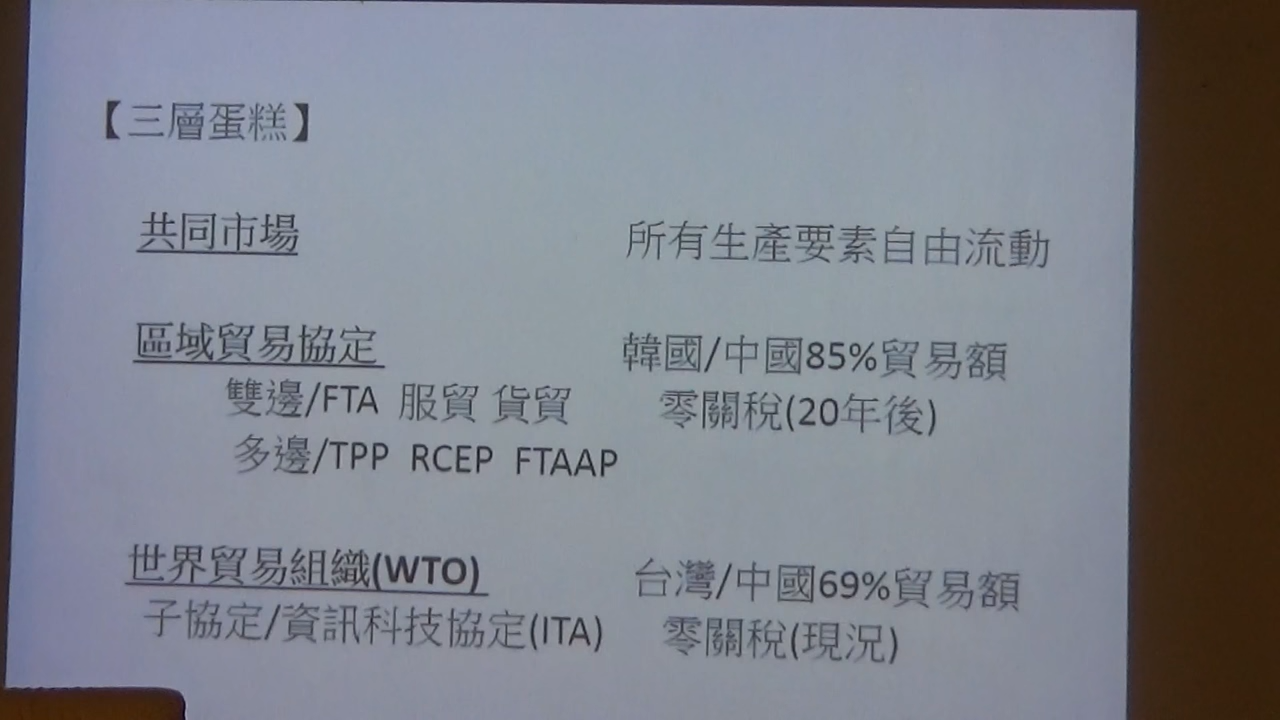 【三層蛋糕】
共同市場 所有生產要素自由流動
區域貿易協定 韓國/中國85%貿易額
雙邊/FTA 服貿 貨貿 零關稅(20年後)
多邊/TPP RCEP FTAAP
世界貿易組織(WTO) 台灣/中國69%貿易額
子協定/資訊科技協定(ITA) 零關稅(現況)